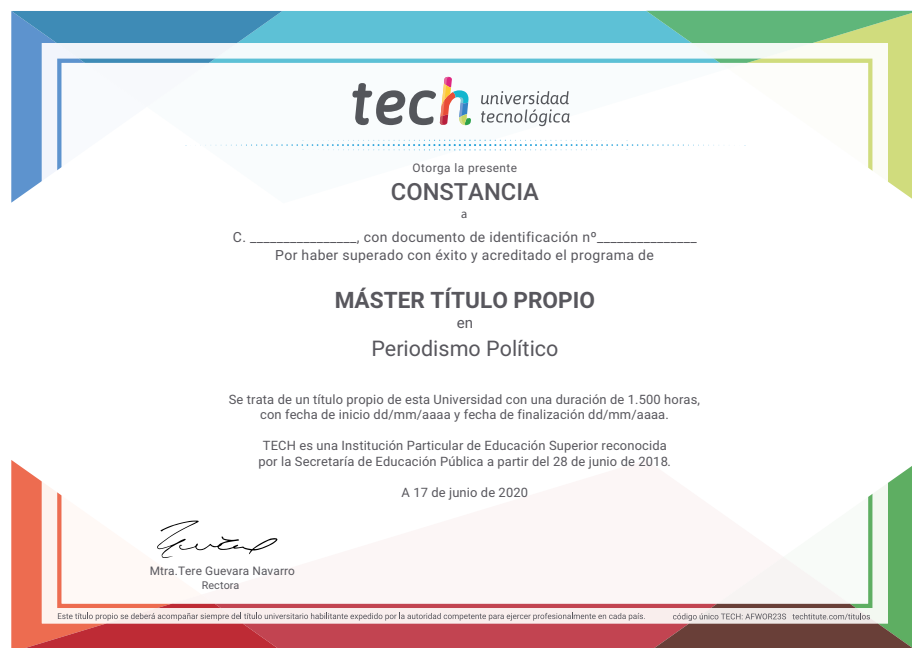 tech universidad
tecnológica
Otorga la presente
CONSTANCIA
a
C. ________________, con documento de identificación nº_______________
Por haber superado con éxito y acreditado el programa de
MÁSTER TÍTULO PROPIO
en
Periodismo Político
Se trata de un título propio de esta Universidad con una duración de 1.500 horas,
con fecha de inicio dd/mm/aaaa y fecha de finalización dd/mm/aaaa.
TECH es una Institución Particular de Educación Superior reconocida
por la Secretaría de Educación Pública a partir del 28 de junio de 2018.
A 17 de junio de 2020
Mtra.Tere Guevara Navarro
Rectora
Este título propio se deberá acompañar siempre del título universitario habilitante expedido por la autoridad competente para ejercer profesionalmente en cada país. código único TECH: AFWOR23S techtitute.com/titulos